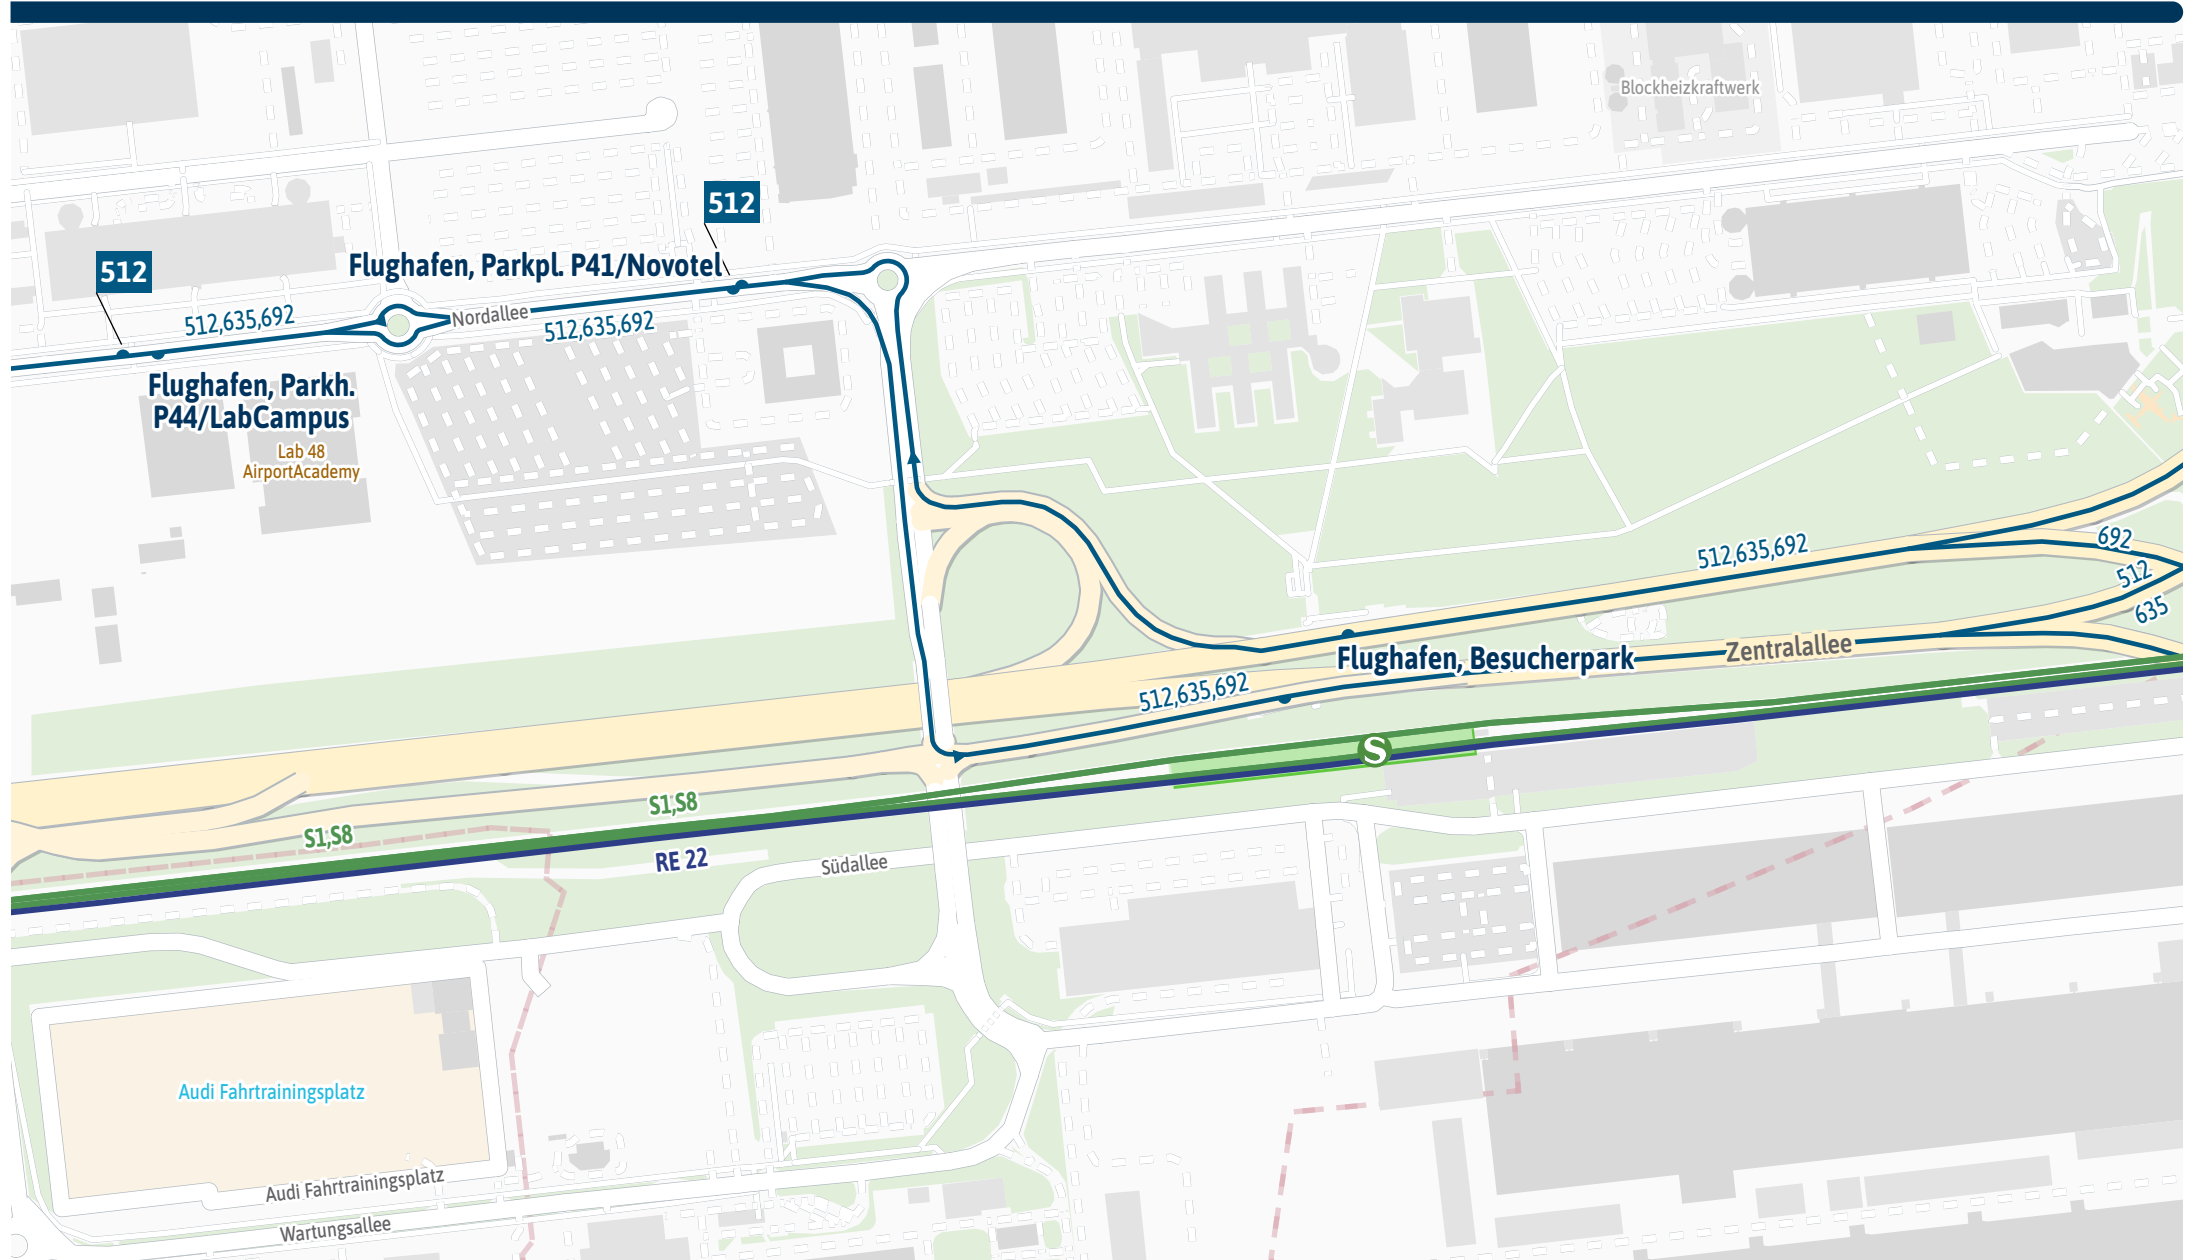 Blockheizkraftwerk
512
512
Flughafen, Parkpl. P41/Novotel
512,635,692
Nordallee
512,635,692
Flughafen, Parkh.
P44/LabCampus
Lab 48
AirportAcademy
512,635,692
692
512
635
Flughafen, Besucherpark
Zentralallee
512,635,692
S
S1,S8
S1,S8
RE 22
Südallee
Audi Fahrtrainingsplatz
Audi Fahrtrainingsplatz
Wartungsallee